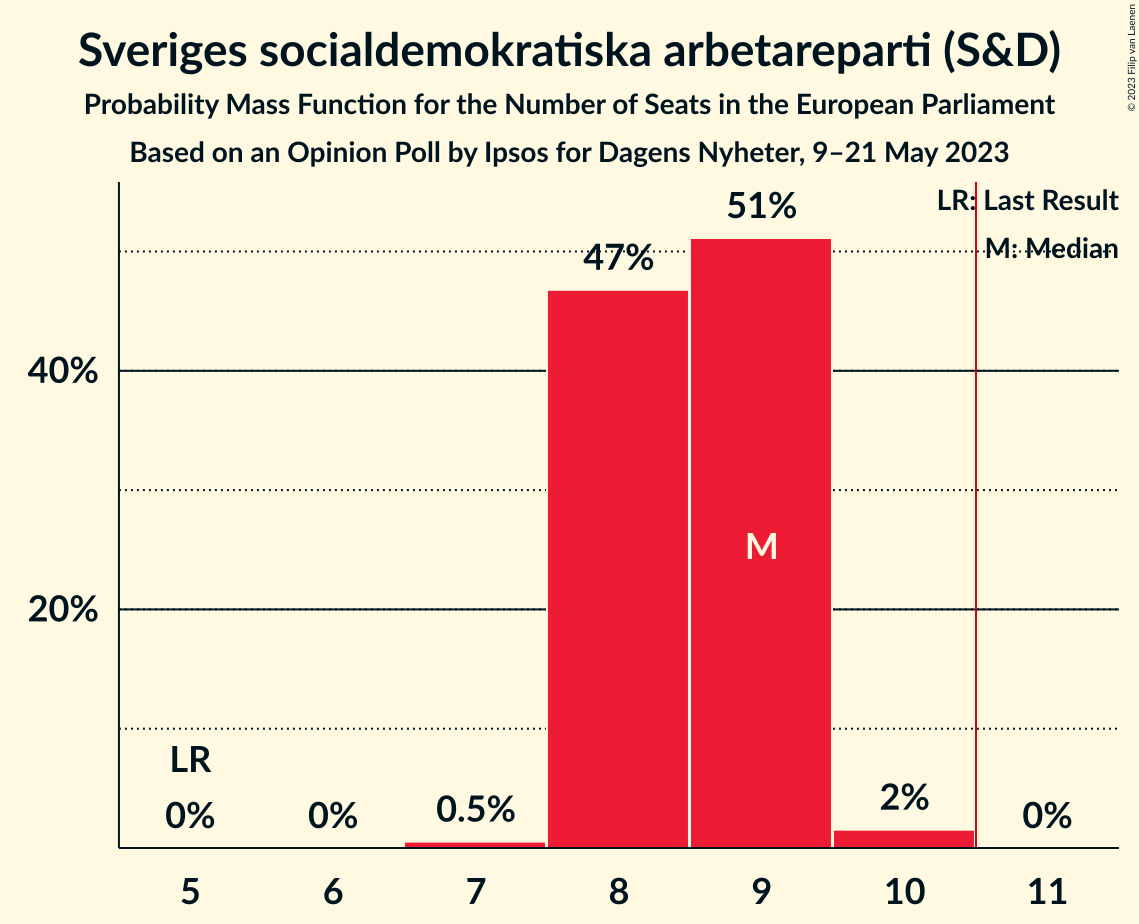 Sveriges socialdemokratiska arbetareparti (S&D)
Probability Mass Function for the Number of Seats in the European Parliament
Based on an Opinion Poll by Ipsos for Dagens Nyheter, 9–21 May 2023
© 2023 Filip van Laenen
LR: Last Result
M: Median
51%
47%
40%
M
20%
LR
0%
0%
0.5%
2%
0%
5 6 7 8 9 10 11